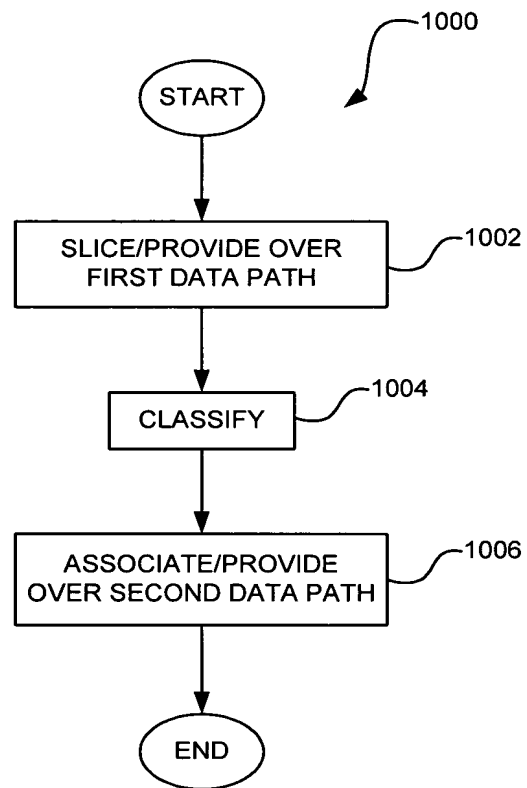 1000
START
SLICE/PROVIDE OVER
FIRST DATA PATH
1002
CLASSIFY
1004
ASSOCIATE/PROVIDE
OVER SECOND DATA PATH
1006
END